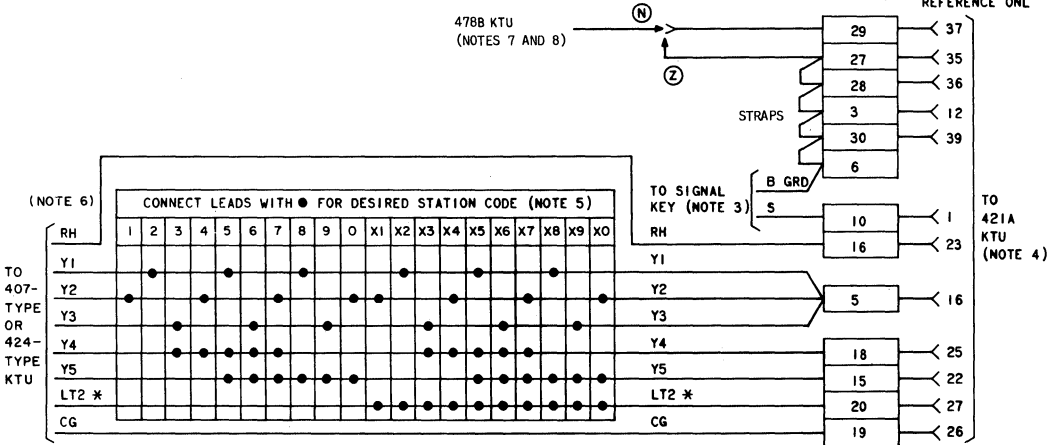 REFERENCE ONL
478B KTU
(NOTES 7 AND 8)
N
Z
29 37
27 35
28 36
STRAPS
3 12
30 39
6
B GRD
TO SIGNAL
KEY (NOTE 3)
S
10 1
TO
421A
KTU
(NOTE 4)
(NOTE 6)
CONNECT LEADS WITH ● FOR DESIRED STATION CODE (NOTE 5)
RH 1 2 3 4 5 6 7 8 9 0 X1 X2 X3 X4 X5 X6 X7 X8 X9 X0 RH 16 23
TO
407-
TYPE
OR
424-
TYPE
KTU
Y1 Y1
Y2 Y2 5 16
Y3 Y3
Y4 Y4 18 25
Y5 Y5 15 22
LT2 * LT2 * 20 27
CG CG 19 26